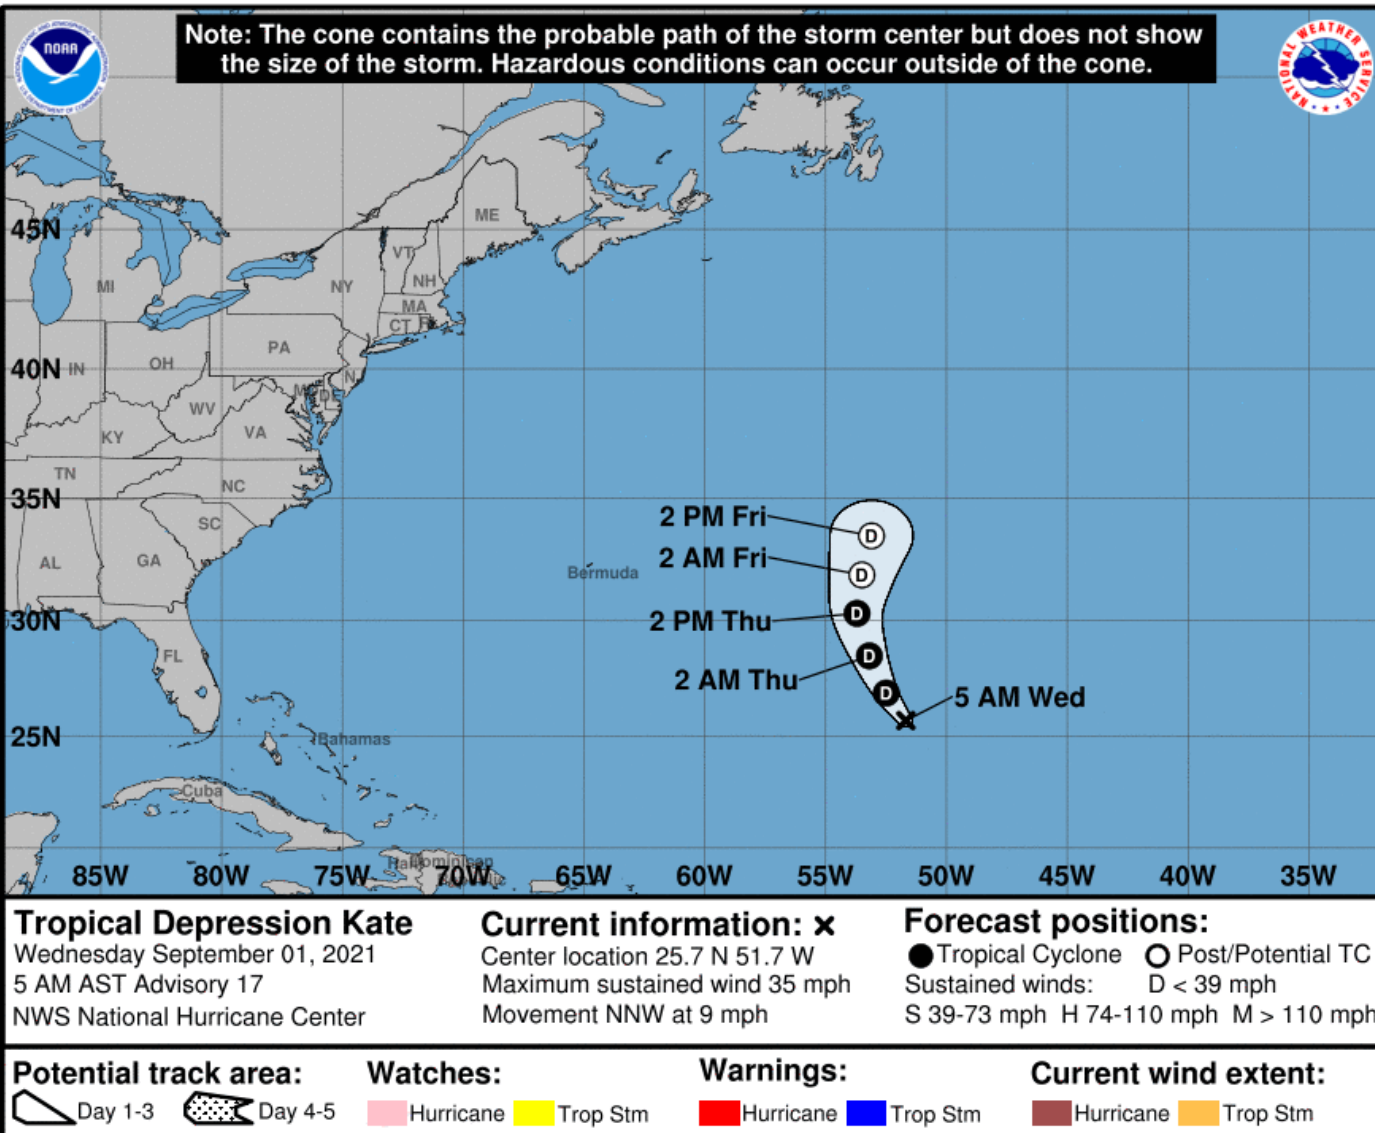 Note: The cone contains the probable path of the storm center but does not show
the size of the storm. Hazardous conditions can occur outside of the cone.
NOAA
NATIONAL WEATHER SERVICE
45N
ME
VT
NH
MI
NY
MA
CT
RI
40N
IN
OH
PA
WV
DE
KY
VA
TN
NC
35N
SC
AL
GA
2 PM Fri
2 AM Fri
Bermuda
30N
2 PM Thu
FL
2 AM Thu
5 AM Wed
25N
Bahamas
Cuba
Dominican
85W 80W 75W 70W 65W 60W 55W 50W 45W 40W 35W
D
D
D
D
D
Tropical Depression Kate
Wednesday September 01, 2021
5 AM AST Advisory 17
NWS National Hurricane Center
Current information: x
Center location 25.7 N 51.7 W
Maximum sustained wind 35 mph
Movement NNW at 9 mph
Forecast positions:
Tropical Cyclone Post/Potential TC
Sustained winds: D < 39 mph
S 39-73 mph H 74-110 mph M > 110 mph
Potential track area:
Day 1-3 Day 4-5
Watches:
Hurricane Trop Stm
Warnings:
Hurricane Trop Stm
Current wind extent:
Hurricane Trop Stm